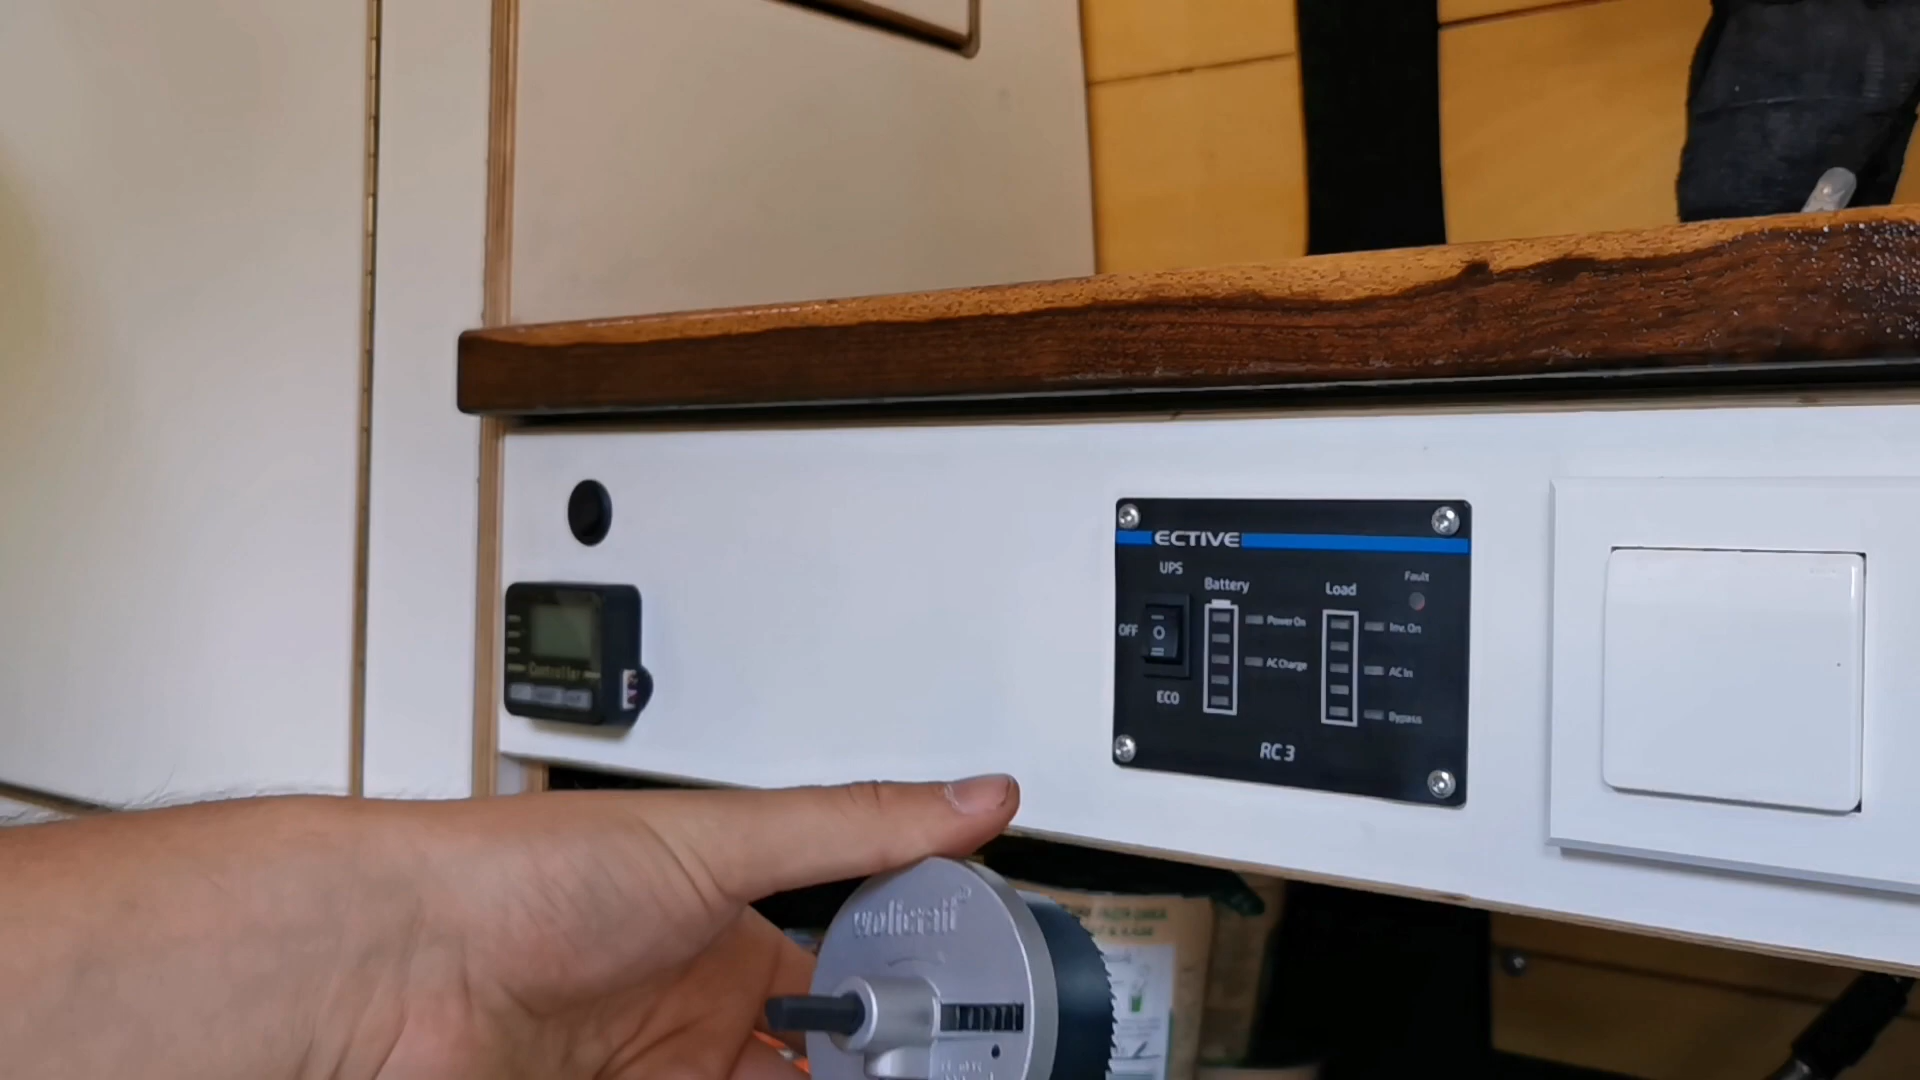 ECTIVE
UPS
Battery
Load
Fault
OFF
Power On
Inv. On
AC Charge
AC In
ECO
Bypass
RC 3
Controller
wolfcraft